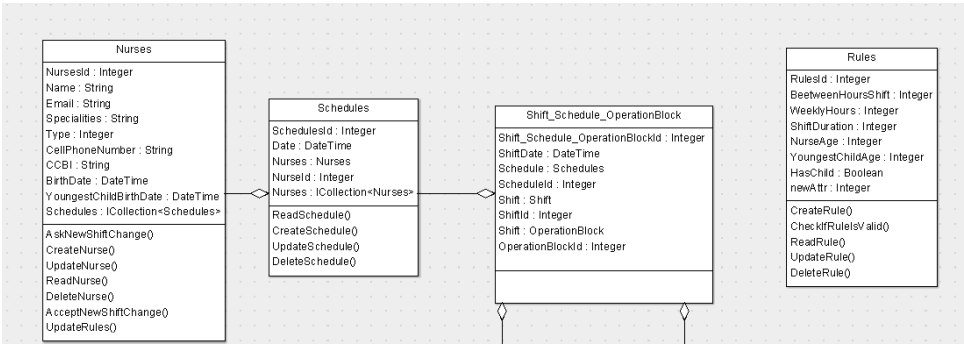 Nurses
NursesId : Integer
Name : String
Email : String
Specialities : String
Type : Integer
CellPhoneNumber : String
CCBI : String
BirthDate : DateTime
YoungestChildBirthDate : DateTime
Schedules : ICollection<Schedules>
AskNewShiftChange()
CreateNurse()
UpdateNurse()
ReadNurse()
DeleteNurse()
AcceptNewShiftChange()
UpdateRules()
Schedules
SchedulesId : Integer
Date : DateTime
Nurses : Nurses
NurseId : Integer
Nurses : ICollection<Nurses>
ReadSchedule()
CreateSchedule()
UpdateSchedule()
DeleteSchedule()
Shift_Schedule_OperationBlock
Shift_Schedule_OperationBlockId : Integer
ShiftDate : DateTime
Schedule : Schedules
ScheduleId : Integer
Shift : Shift
ShiftId : Integer
Shift : OperationBlock
OperationBlockId : Integer
Rules
RulesId : Integer
BeetweenHoursShift : Integer
WeeklyHours : Integer
ShiftDuration : Integer
NurseAge : Integer
YoungestChildAge : Integer
HasChild : Boolean
newAttr : Integer
CreateRule()
CheckIfRuleIsValid()
ReadRule()
UpdateRule()
DeleteRule()